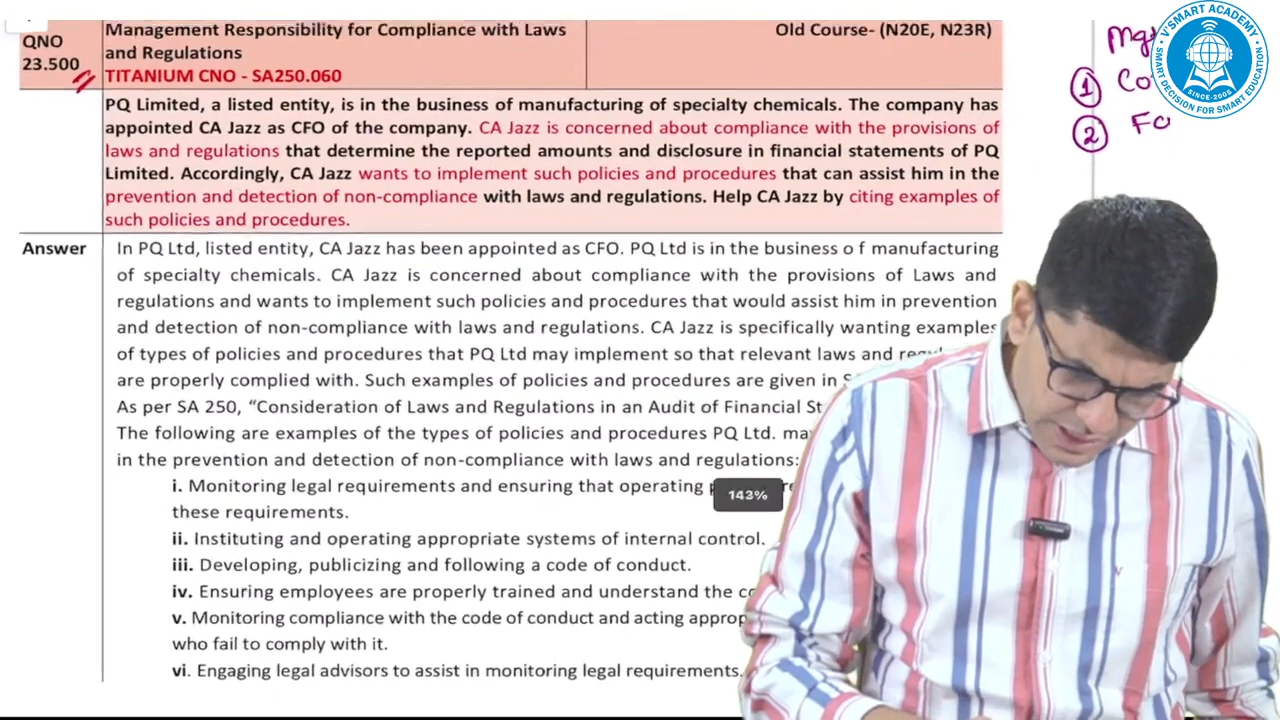 QNO
23.500
Management Responsibility for Compliance with Laws
and Regulations
TITANIUM CNO - SA250.060
Old Course- (N20E, N23R)
PQ Limited, a listed entity, is in the business of manufacturing of specialty chemicals. The company has
appointed CA Jazz as CFO of the company. CA Jazz is concerned about compliance with the provisions of
laws and regulations that determine the reported amounts and disclosure in financial statements of PQ
Limited. Accordingly, CA Jazz wants to implement such policies and procedures that can assist him in the
prevention and detection of non-compliance with laws and regulations. Help CA Jazz by citing examples of
such policies and procedures.
Answer
In PQ Ltd, listed entity, CA Jazz has been appointed as CFO. PQ Ltd is in the business o f manufacturing
of specialty chemicals. CA Jazz is concerned about compliance with the provisions of Laws and
regulations and wants to implement such policies and procedures that would assist him in prevention
and detection of non-compliance with laws and regulations. CA Jazz is specifically wanting examples
of types of policies and procedures that PQ Ltd may implement so that relevant laws and
are properly complied with. Such examples of policies and procedures are given in
As per SA 250, “Consideration of Laws and Regulations in an Audit of Financial
The following are examples of the types of policies and procedures PQ Ltd.
in the prevention and detection of non-compliance with laws and regulations:
i. Monitoring legal requirements and ensuring that operating
these requirements.
ii. Instituting and operating appropriate systems of internal control.
iii. Developing, publicizing and following a code of conduct.
iv. Ensuring employees are properly trained and understand the
v. Monitoring compliance with the code of conduct and acting
who fail to comply with it.
vi. Engaging legal advisors to assist in monitoring legal requirements.
143%
1
2
V'SMART ACADEMY
SINCE-2005
SMART DECISION FOR SMART EDUCATION